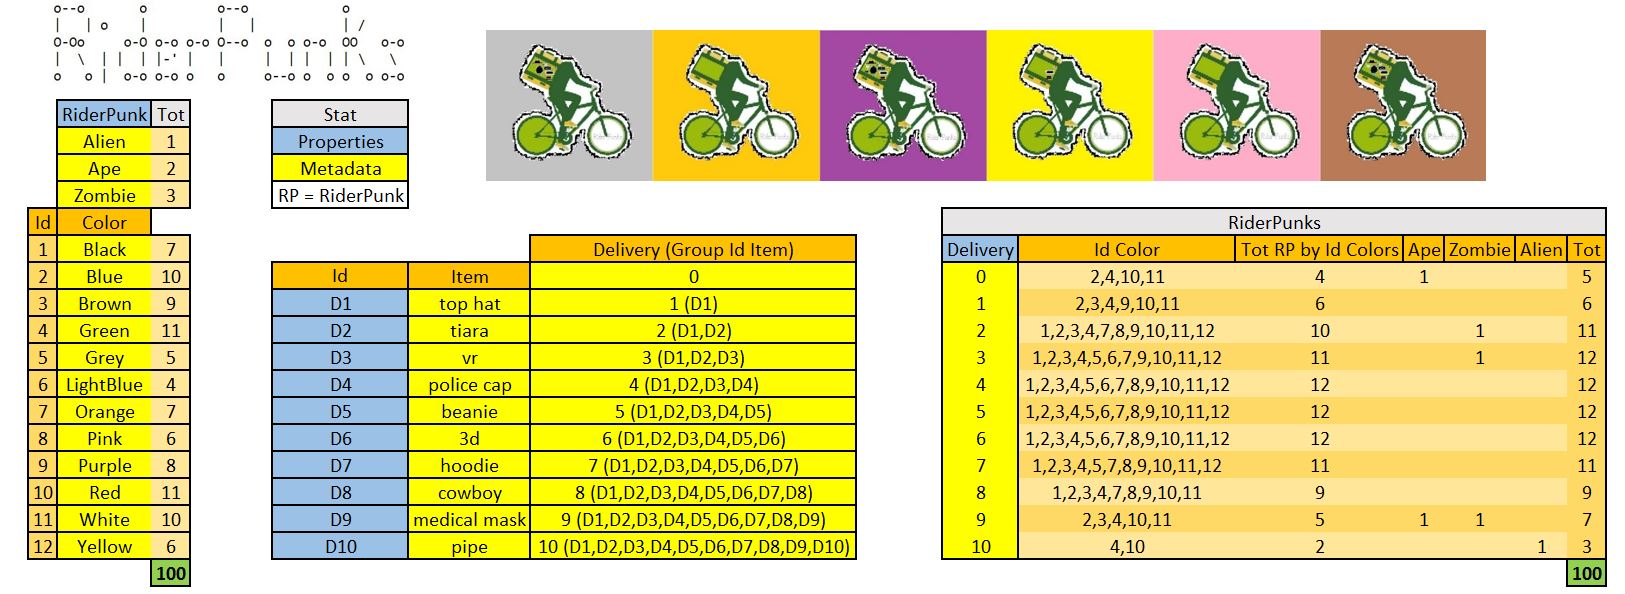 RiderPunk Tot
Alien 1
Ape 2
Zombie 3
Id Color
1 Black 7
2 Blue 10
3 Brown 9
4 Green 11
5 Grey 5
6 LightBlue 4
7 Orange 7
8 Pink 6
9 Purple 8
10 Red 11
11 White 10
12 Yellow 6
100
Stat
Properties
Metadata
RP = RiderPunk
Delivery (Group Id Item)
Id Item 0
D1 top hat 1 (D1)
D2 tiara 2 (D1,D2)
D3 vr 3 (D1,D2,D3)
D4 police cap 4 (D1,D2,D3,D4)
D5 beanie 5 (D1,D2,D3,D4,D5)
D6 3d 6 (D1,D2,D3,D4,D5,D6)
D7 hoodie 7 (D1,D2,D3,D4,D5,D6,D7)
D8 cowboy 8 (D1,D2,D3,D4,D5,D6,D7,D8)
D9 medical mask 9 (D1,D2,D3,D4,D5,D6,D7,D8,D9)
D10 pipe 10 (D1,D2,D3,D4,D5,D6,D7,D8,D9,D10)
RiderPunks
Delivery Id Color Tot RP by Id Colors Ape Zombie Alien Tot
0 2,4,10,11 4 1 5
1 2,3,4,9,10,11 6 6
2 1,2,3,4,7,8,9,10,11,12 10 1 11
3 1,2,3,4,5,6,7,9,10,11,12 11 1 12
4 1,2,3,4,5,6,7,8,9,10,11,12 12 12
5 1,2,3,4,5,6,7,8,9,10,11,12 12 12
6 1,2,3,4,5,6,7,8,9,10,11,12 12 12
7 1,2,3,4,5,7,8,9,10,11,12 11 11
8 1,2,3,4,7,8,9,10,11 9 9
9 2,3,4,10,11 5 1 1 7
10 4,10 2 1 3
100